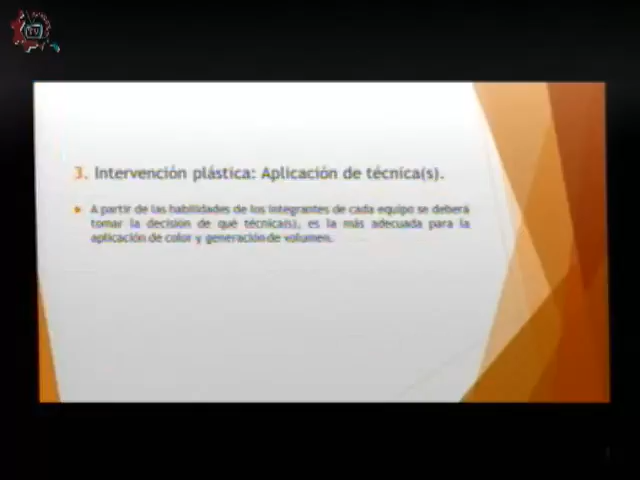 TV
3. Intervención plástica: Aplicación de técnica(s).
A partir de las habilidades de los integrantes de cada equipo se deberá
tomar la decisión de qué técnica(s), es la más adecuada para la
aplicación de color y generación de volumen.